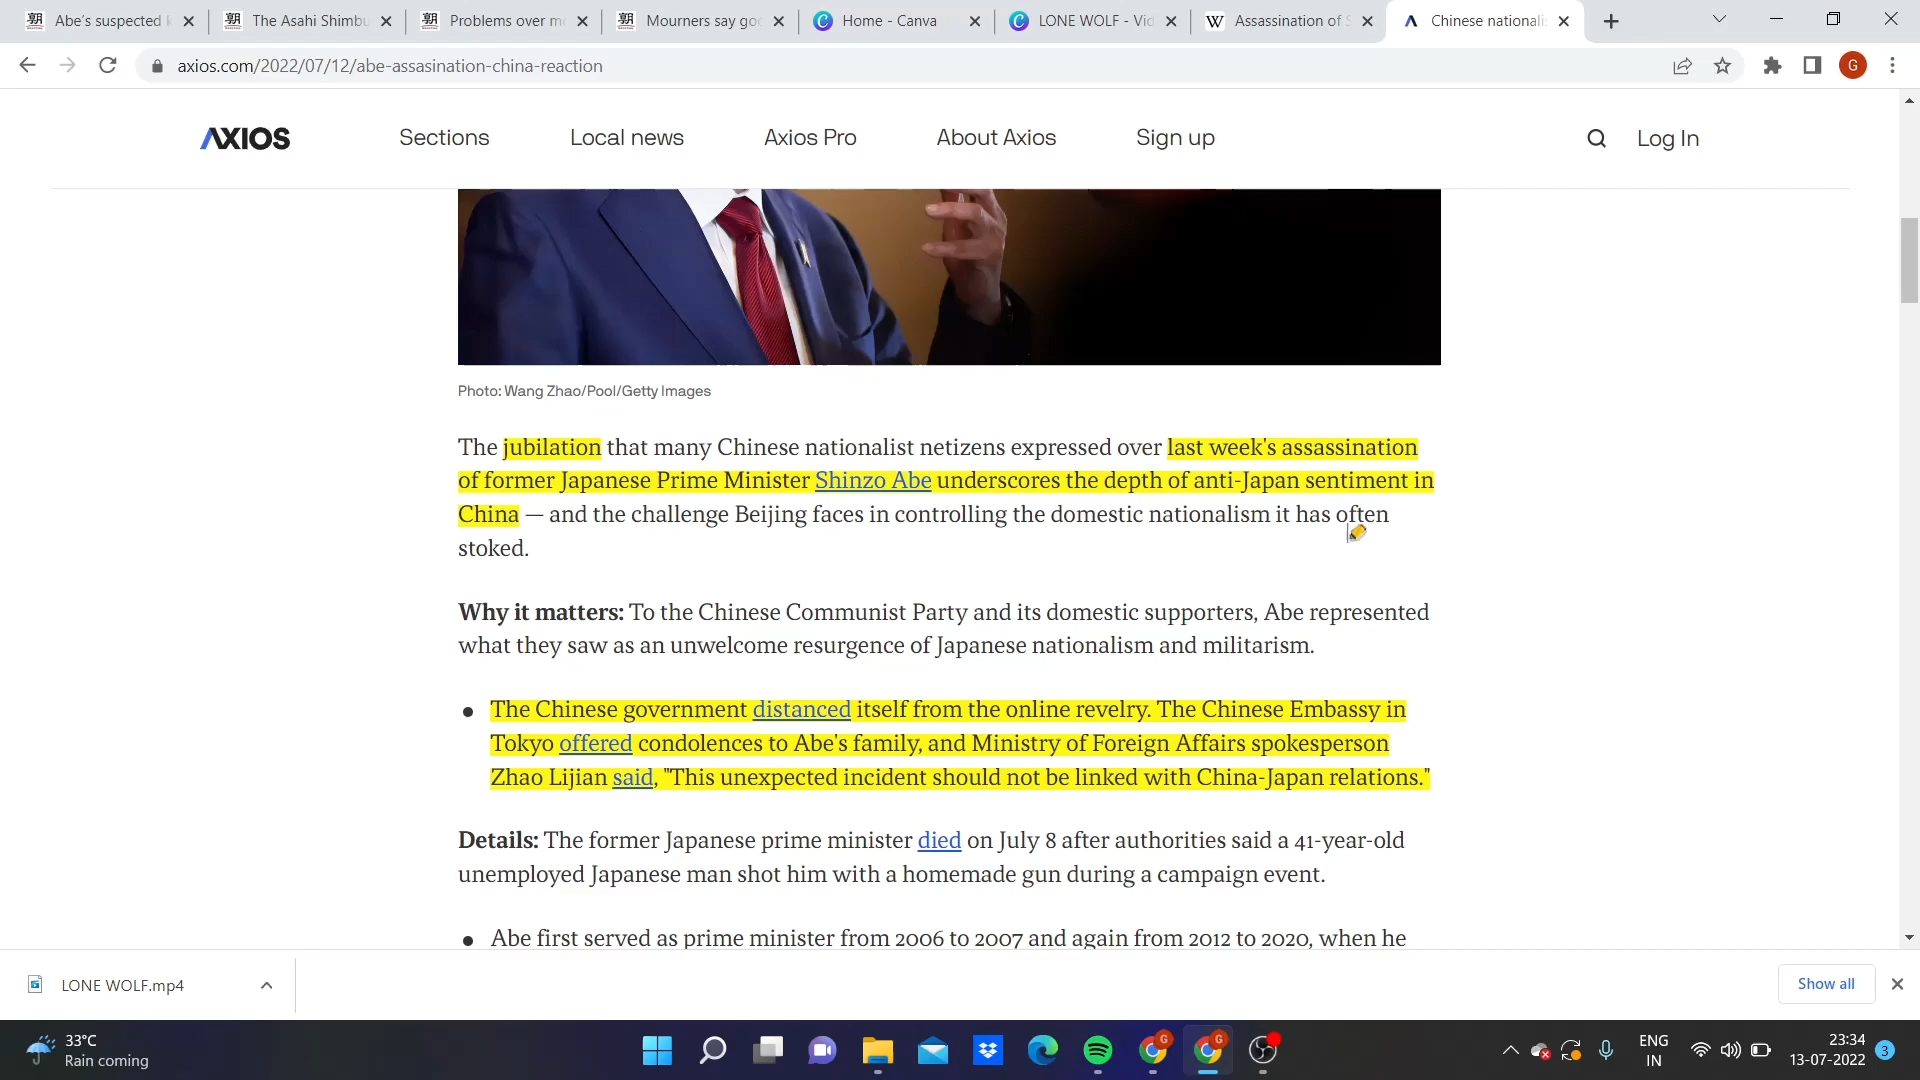 Abe's suspected k
The Asahi Shimbu
Problems over m
Mourners say go
Home - Canva
LONE WOLF - Vid
Assassination of S
Chinese nationali
axios.com/2022/07/12/abe-assasination-china-reaction
G
AXIOS
Sections
Local news
Axios Pro
About Axios
Sign up
Log In
Photo: Wang Zhao/Pool/Getty Images
The jubilation that many Chinese nationalist netizens expressed over last week's assassination
of former Japanese Prime Minister Shinzo Abe underscores the depth of anti-Japan sentiment in
China — and the challenge Beijing faces in controlling the domestic nationalism it has often
stoked.
Why it matters: To the Chinese Communist Party and its domestic supporters, Abe represented
what they saw as an unwelcome resurgence of Japanese nationalism and militarism.
The Chinese government distanced itself from the online revelry. The Chinese Embassy in
Tokyo offered condolences to Abe's family, and Ministry of Foreign Affairs spokesperson
Zhao Lijian said, "This unexpected incident should not be linked with China-Japan relations."
Details: The former Japanese prime minister died on July 8 after authorities said a 41-year-old
unemployed Japanese man shot him with a homemade gun during a campaign event.
Abe first served as prime minister from 2006 to 2007 and again from 2012 to 2020, when he
LONE WOLF.mp4
Show all
33°C
Rain coming
ENG
IN
23:34
13-07-2022
3